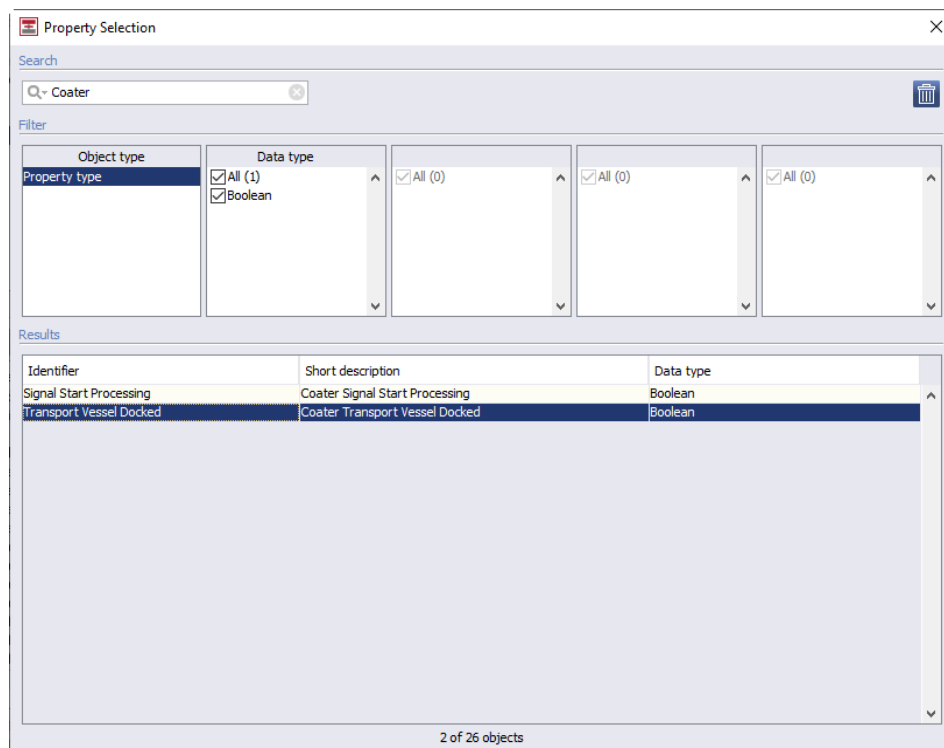 Property Selection
Search
Coater
Filter
Object type Data type
Property type All (1) All (0) All (0) All (0)
Boolean
Results
Identifier Short description Data type
Signal Start Processing Coater Signal Start Processing Boolean
Transport Vessel Docked Coater Transport Vessel Docked Boolean
2 of 26 objects